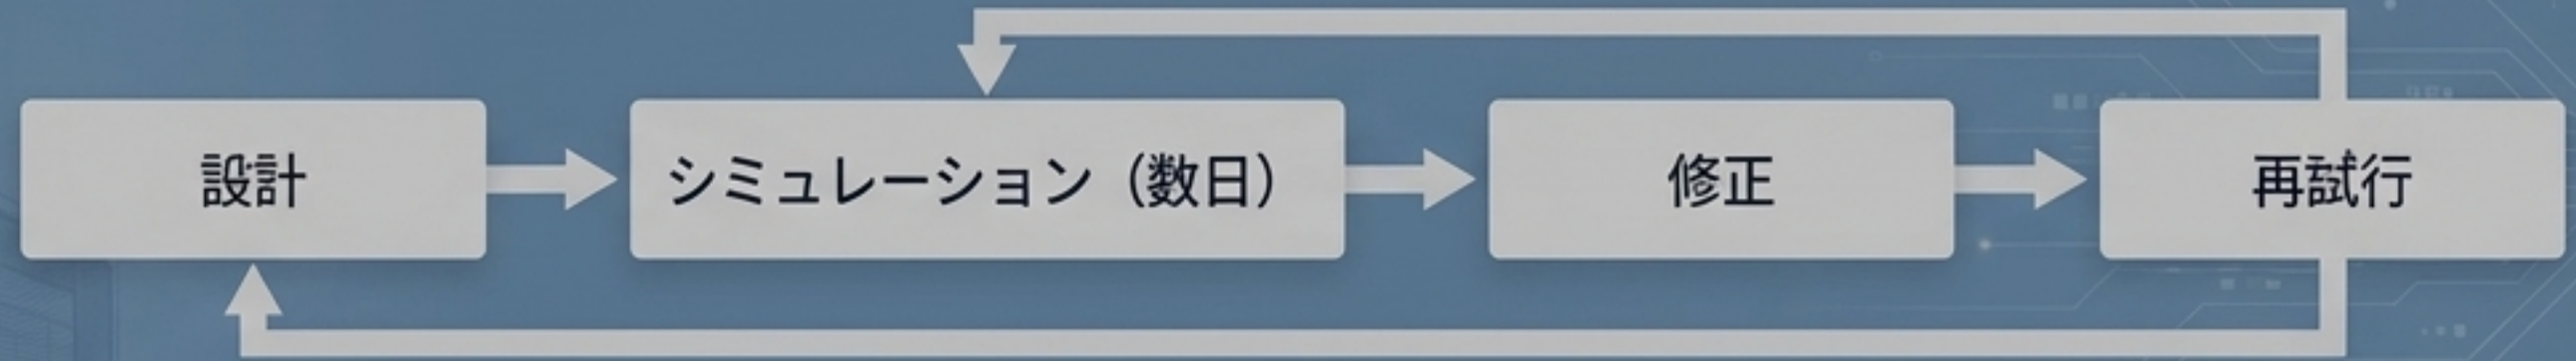 設計
シミュレーション（数日）
修正
再試行